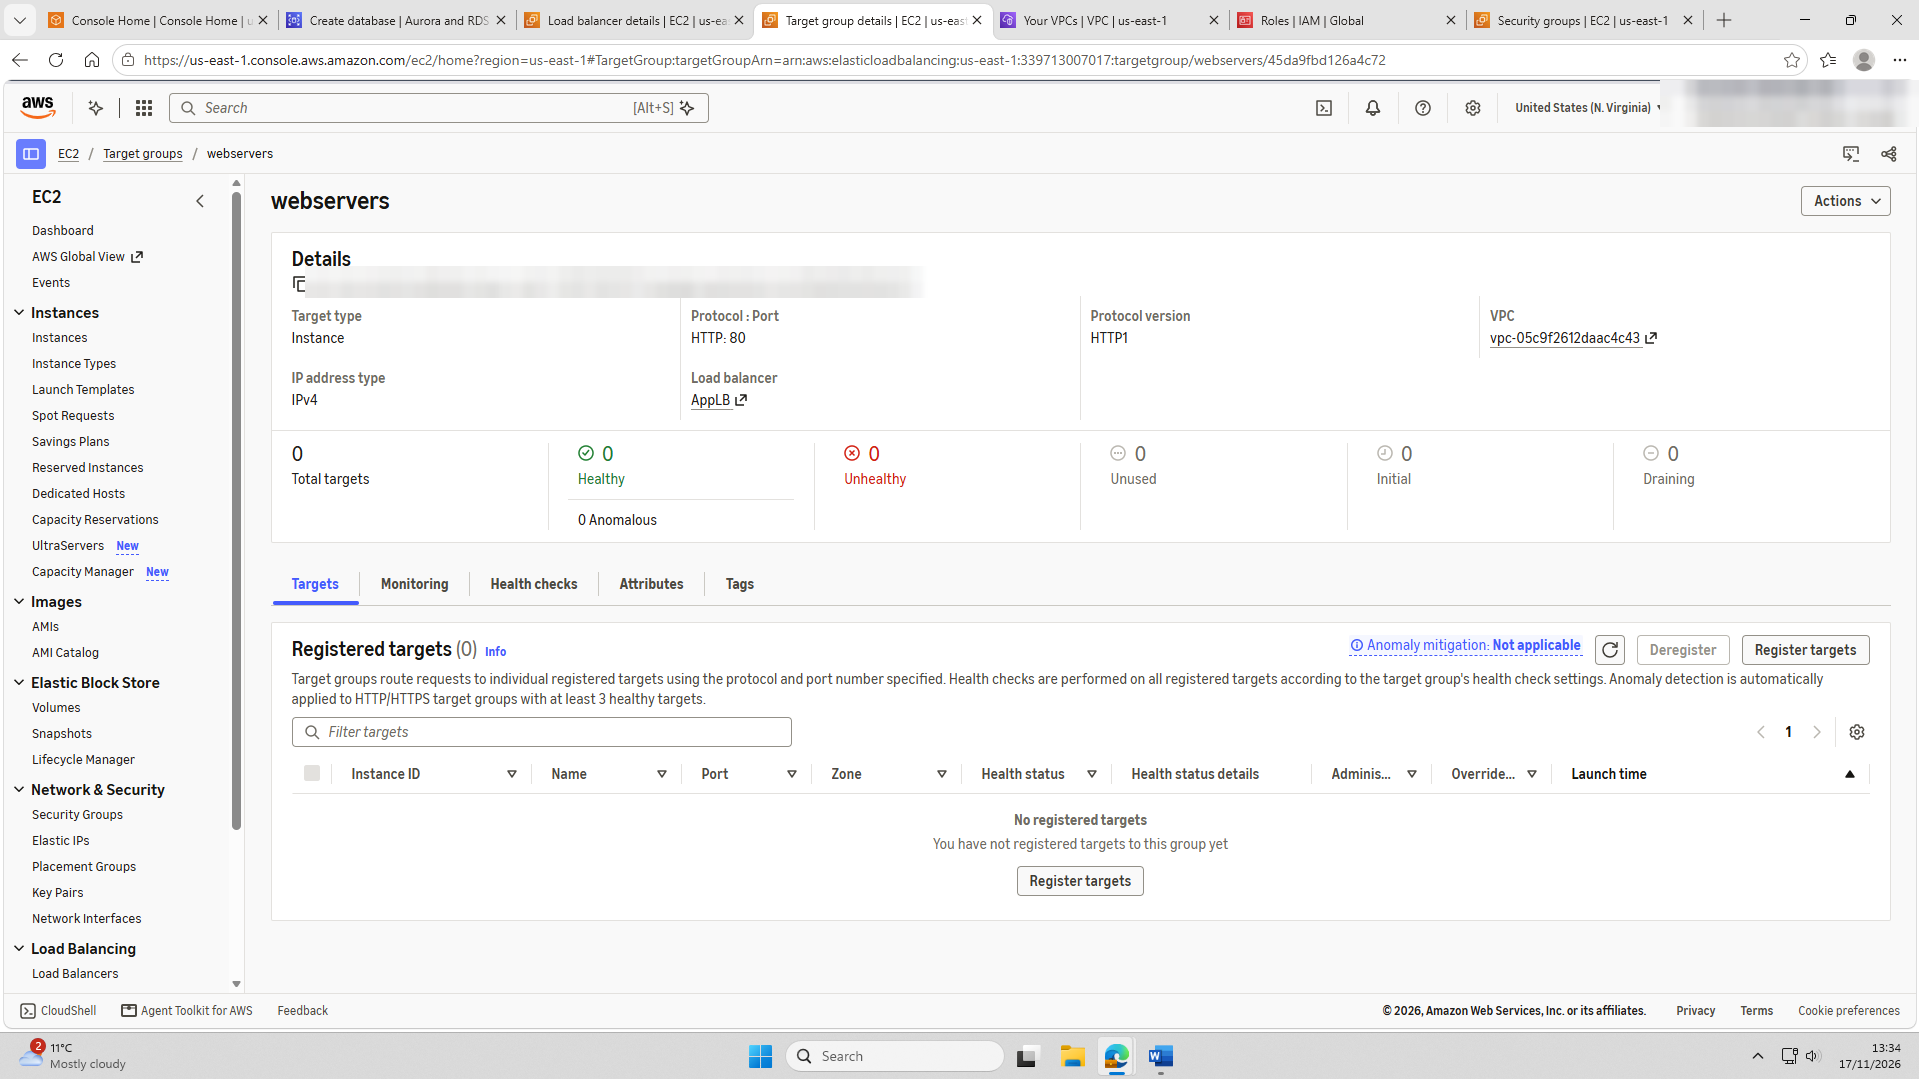 Console Home | Console Home | u
Create database | Aurora and RDS
Load balancer details | EC2 | us-ea
Target group details | EC2 | us-east
Your VPCs | VPC | us-east-1
Roles | IAM | Global
Security groups | EC2 | us-east-1
https://us-east-1.console.aws.amazon.com/ec2/home?region=us-east-1#TargetGroup:targetGroupArn=arn:aws:elasticloadbalancing:us-east-1:339713007017:targetgroup/webservers/45da9fbd126a4c72
aws
Search [Alt+S]
United States (N. Virginia)
EC2 / Target groups / webservers
EC2
Dashboard
AWS Global View
Events
Instances
Instances
Instance Types
Launch Templates
Spot Requests
Savings Plans
Reserved Instances
Dedicated Hosts
Capacity Reservations
UltraServers New
Capacity Manager New
Images
AMIs
AMI Catalog
Elastic Block Store
Volumes
Snapshots
Lifecycle Manager
Network & Security
Security Groups
Elastic IPs
Placement Groups
Key Pairs
Network Interfaces
Load Balancing
Load Balancers
webservers
Actions
Details
Target type
Instance
Protocol : Port
HTTP: 80
Protocol version
HTTP1
VPC
vpc-05c9f2612daac4c43
IP address type
IPv4
Load balancer
AppLB
0
Total targets
0
Healthy
0 Anomalous
0
Unhealthy
0
Unused
0
Initial
0
Draining
Targets
Monitoring
Health checks
Attributes
Tags
Registered targets (0) Info
Anomaly mitigation: Not applicable
Deregister
Register targets
Target groups route requests to individual registered targets using the protocol and port number specified. Health checks are performed on all registered targets according to the target group's health check settings. Anomaly detection is automatically
applied to HTTP/HTTPS target groups with at least 3 healthy targets.
Filter targets
1
Instance ID
Name
Port
Zone
Health status
Health status details
Adminis...
Override...
Launch time
No registered targets
You have not registered targets to this group yet
Register targets
CloudShell
Agent Toolkit for AWS
Feedback
© 2026, Amazon Web Services, Inc. or its affiliates.
Privacy
Terms
Cookie preferences
2
11°C
Mostly cloudy
Search
13:34
17/11/2026